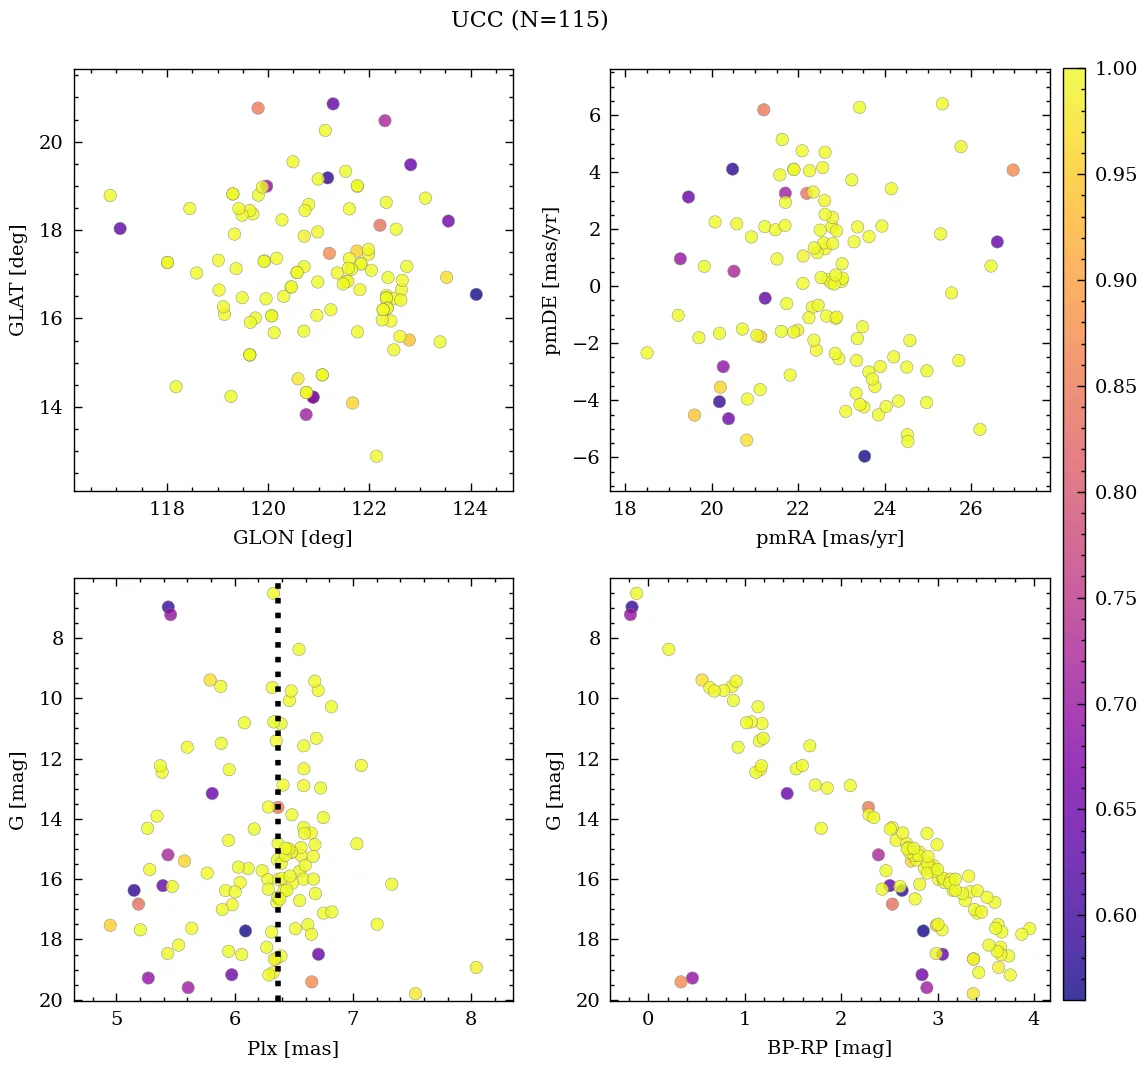 UCC (N=115)
20
18
16
14
GLAT [deg]
118 120 122 124
GLON [deg]
6
4
2
0
−2
−4
−6
pmDE [mas/yr]
18 20 22 24 26
pmRA [mas/yr]
1.00
0.95
0.90
0.85
0.80
0.75
0.70
0.65
0.60
8
10
12
14
16
18
20
G [mag]
5 6 7 8
Plx [mas]
8
10
12
14
16
18
20
G [mag]
0 1 2 3 4
BP-RP [mag]